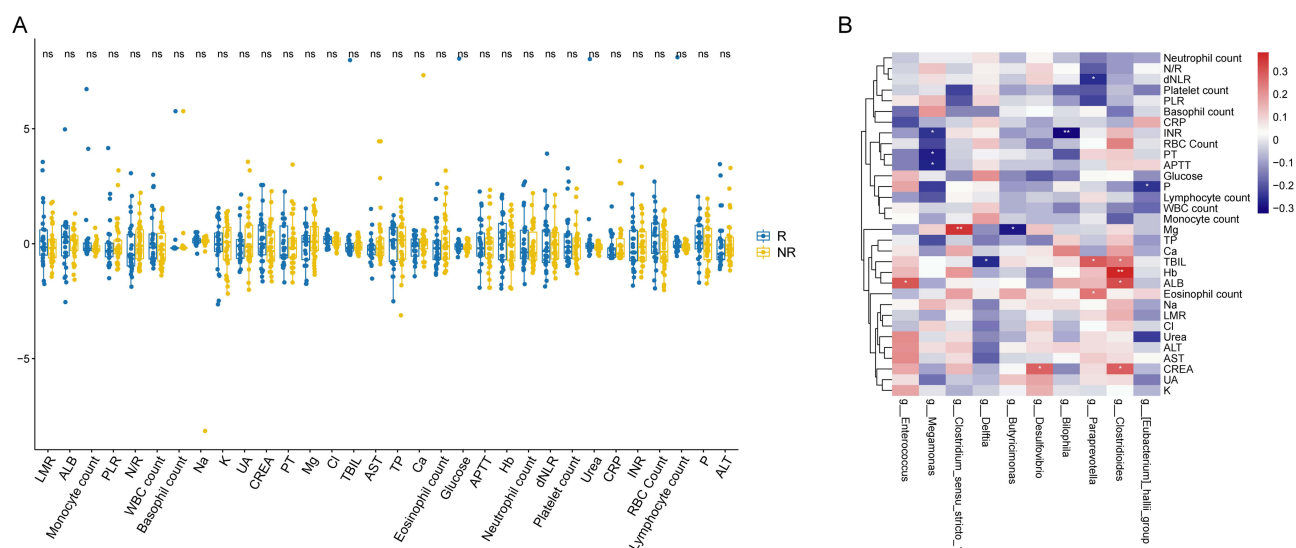 A
ns ns ns ns ns ns ns ns ns ns ns ns ns ns ns ns ns ns ns ns ns ns ns ns ns ns ns ns ns ns ns
5
0
−5
R
NR
LMR
ALB
Monocyte count
PLR
N/R
WBC count
Basophil count
Na
K
UA
CREA
PT
Mg
Cl
TBIL
AST
TP
Ca
Eosinophil count
Glucose
APTT
Hb
Neutrophil count
dNLR
Platelet count
Urea
CRP
INR
RBC Count
Lymphocyte count
P
ALT
B
Neutrophil count
N/R
dNLR
*
Platelet count
PLR
Basophil count
CRP
INR
* **
RBC Count
PT
*
APTT
*
Glucose
P
*
Lymphocyte count
WBC count
Monocyte count
Mg
** *
TP
Ca
TBIL
* * *
Hb
**
ALB
* *
Eosinophil count
*
Na
LMR
Cl
Urea
ALT
AST
CREA
* *
UA
K
0.3
0.2
0.1
0
−0.1
−0.2
−0.3
g__Enterococcus
g__Megamonas
g__Clostridium_sensu_stricto_
g__Delftia
g__Butyricimonas
g__Desulfovibrio
g__Bilophila
g__Paraprevotella
g__Clostridioides
g__[Eubacterium]_hallii_group